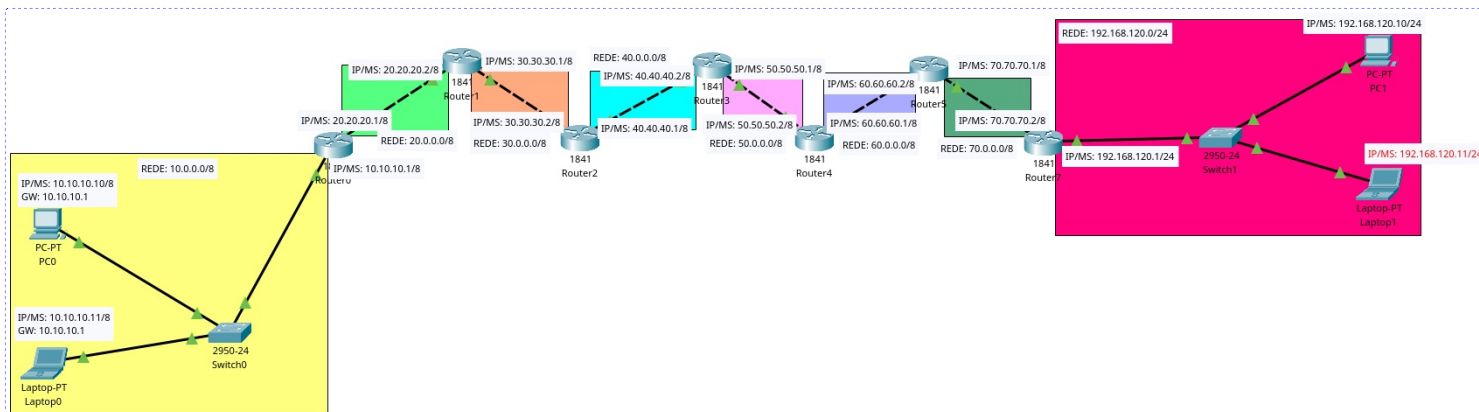 REDE: 10.0.0.0/8
IP/MS: 10.10.10.10/8
GW: 10.10.10.1
PC-PT
PC0
IP/MS: 10.10.10.11/8
GW: 10.10.10.1
Laptop-PT
Laptop0
2950-24
Switch0
IP/MS: 20.20.20.1/8
Router0
IP/MS: 10.10.10.1/8
IP/MS: 20.20.20.2/8
REDE: 20.0.0.0/8
1841
Router1
IP/MS: 30.30.30.1/8
IP/MS: 30.30.30.2/8
REDE: 30.0.0.0/8
1841
Router2
REDE: 40.0.0.0/8
IP/MS: 40.40.40.2/8
IP/MS: 40.40.40.1/8
1841
Router3
IP/MS: 50.50.50.1/8
IP/MS: 50.50.50.2/8
REDE: 50.0.0.0/8
1841
Router4
IP/MS: 60.60.60.2/8
IP/MS: 60.60.60.1/8
REDE: 60.0.0.0/8
1841
Router5
IP/MS: 70.70.70.1/8
IP/MS: 70.70.70.2/8
REDE: 70.0.0.0/8
1841
Router7
REDE: 192.168.120.0/24
IP/MS: 192.168.120.1/24
2950-24
Switch1
IP/MS: 192.168.120.10/24
PC-PT
PC1
IP/MS: 192.168.120.11/24
Laptop-PT
Laptop1